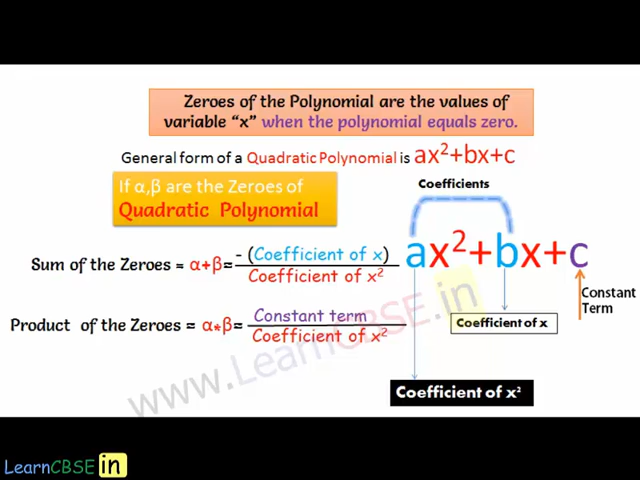 Zeroes of the Polynomial are the values of
variable “x” when the polynomial equals zero.
General form of a Quadratic Polynomial is ax²+bx+c
If α,β are the Zeroes of
Quadratic Polynomial
Coefficients
ax²+bx+c
Sum of the Zeroes = α+β= - (Coefficient of x)
Coefficient of x²
Constant
Term
Product of the Zeroes = α*β= Constant term
Coefficient of x²
Coefficient of x
Coefficient of x²
www.LearnCBSE.in
LearnCBSE in